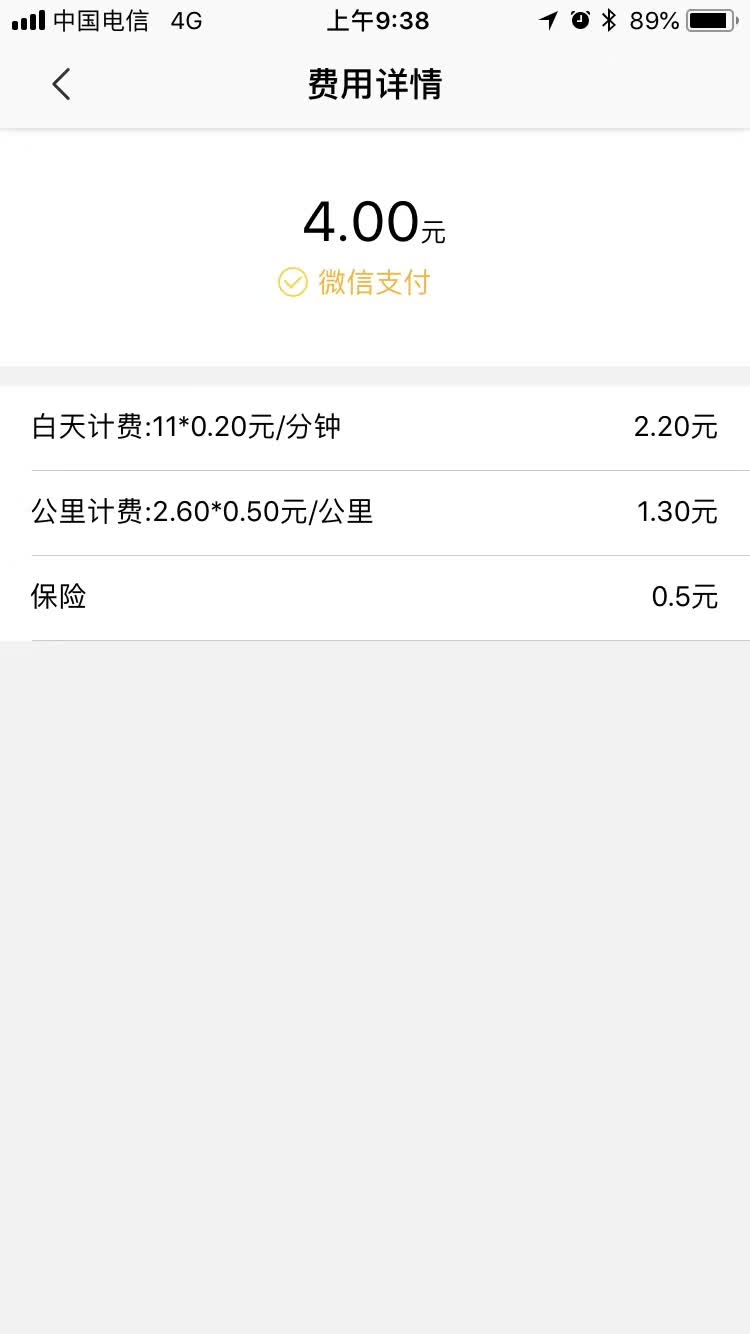 中国电信 4G 上午9:38 89%
费用详情
4.00元
微信支付
白天计费:11*0.20元/分钟 2.20元
公里计费:2.60*0.50元/公里 1.30元
保险 0.5元